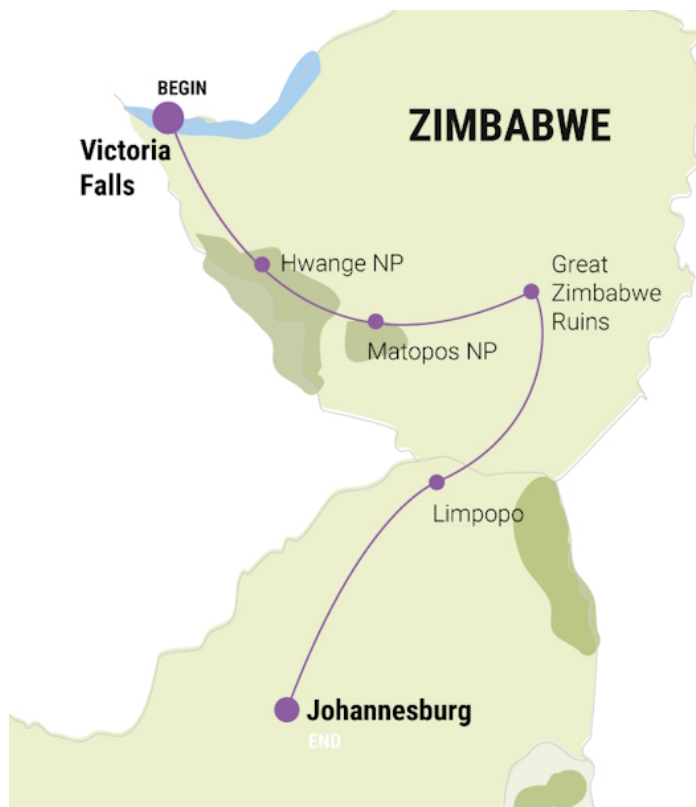 BEGIN
ZIMBABWE
Victoria
Falls
Hwange NP
Great
Zimbabwe
Ruins
Matopos NP
Limpopo
Johannesburg
END